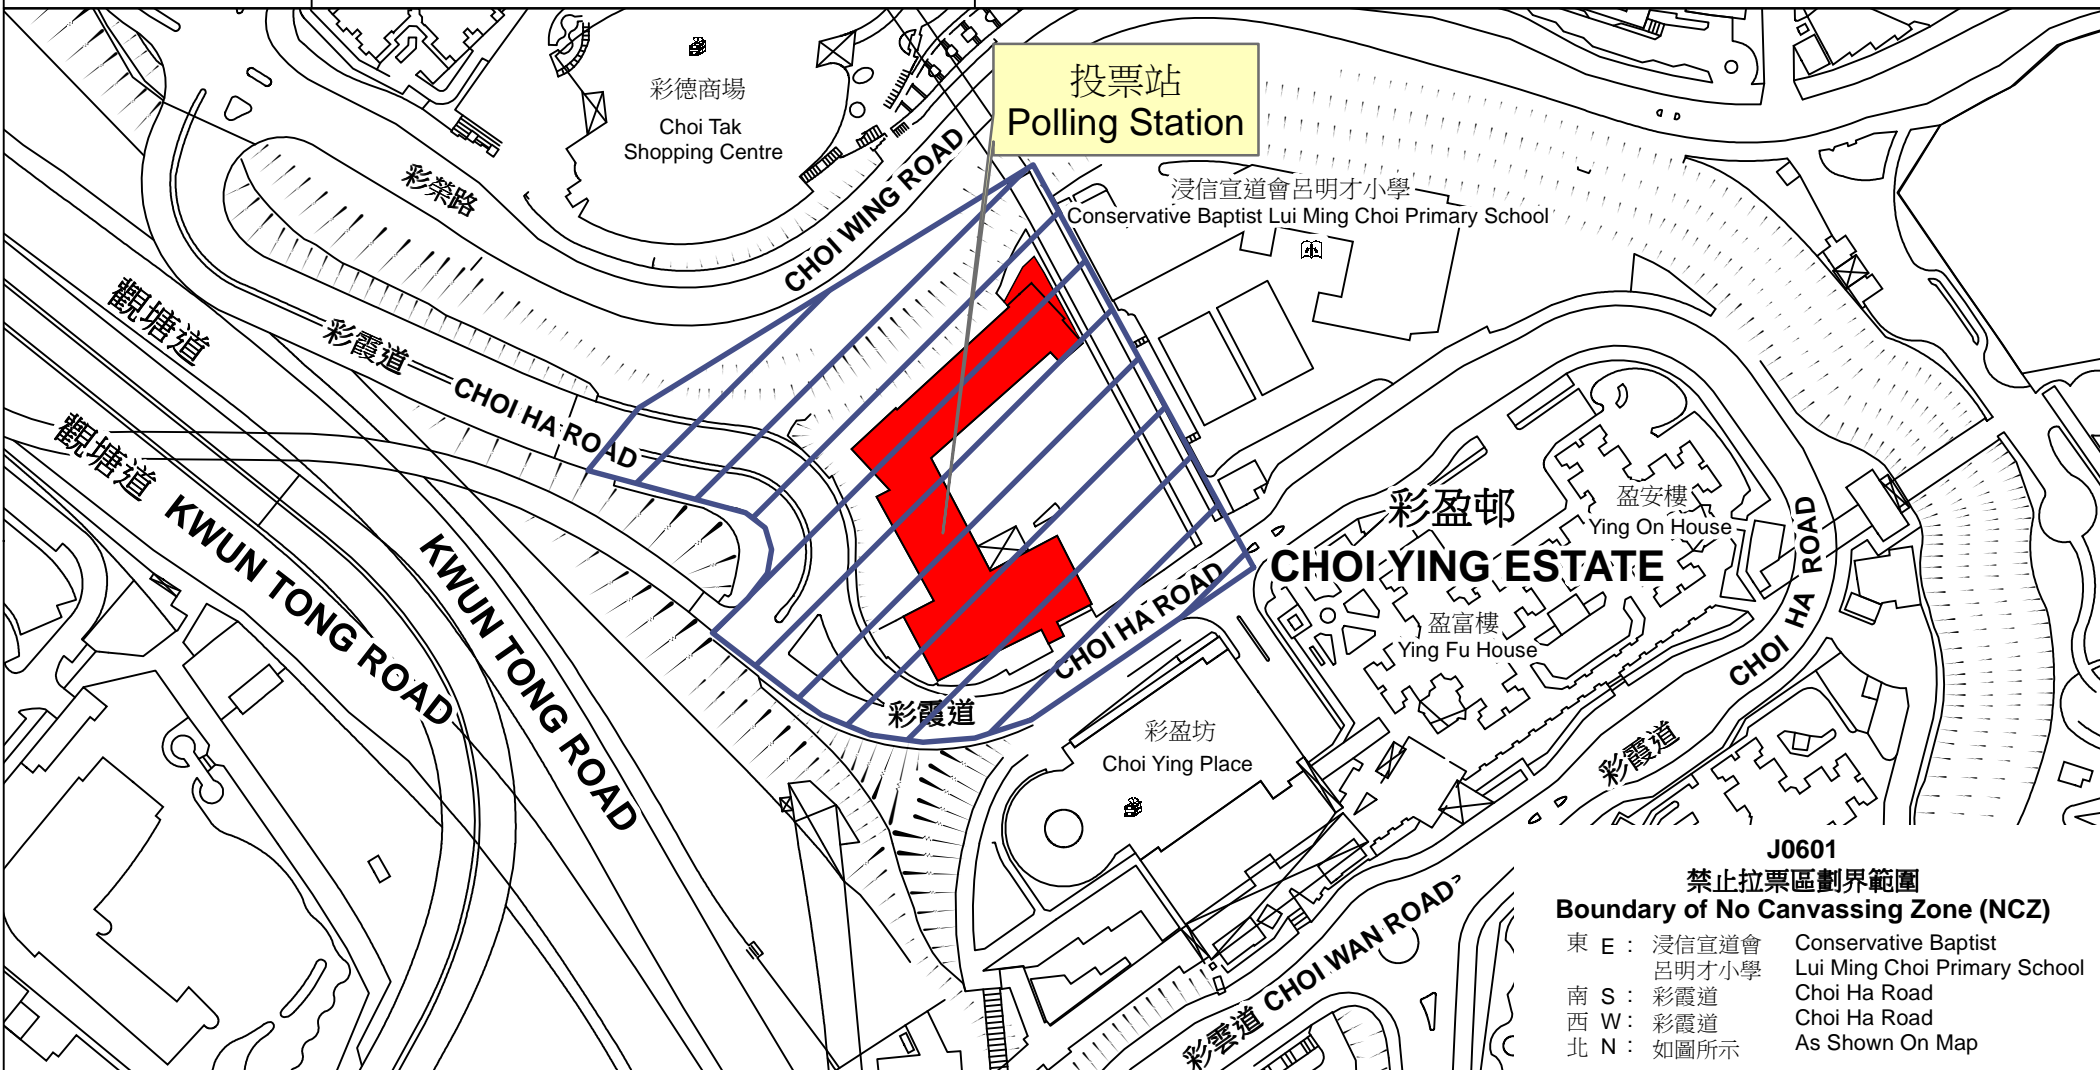 投票站
Polling Station
彩德商場
Choi Tak
Shopping Centre
彩榮路
CHOI WING ROAD
浸信宣道會呂明才小學
Conservative Baptist Lui Ming Choi Primary School
觀塘道
彩霞道
CHOI HA ROAD
觀塘道
KWUN TONG ROAD
KWUN TONG ROAD
彩盈邨
CHOI YING ESTATE
盈安樓
Ying On House
盈富樓
Ying Fu House
CHOI HA ROAD
CHOI HA ROAD
彩霞道
彩霞道
彩盈坊
Choi Ying Place
彩雲道 CHOI WAN ROAD
J0601
禁止拉票區劃界範圍
Boundary of No Canvassing Zone (NCZ)
東 E : 浸信宣道會 Conservative Baptist
呂明才小學 Lui Ming Choi Primary School
南 S : 彩霞道 Choi Ha Road
西 W : 彩霞道 Choi Ha Road
北 N : 如圖所示 As Shown On Map